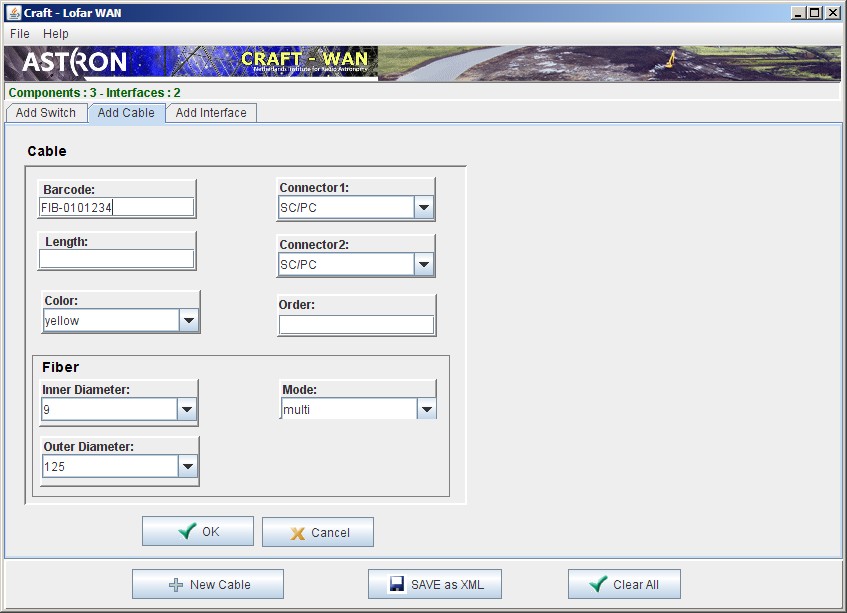 Craft - Lofar WAN
File Help
ASTRON
CRAFT - WAN
Netherlands Institute for Radio Astronomy
Components : 3 - Interfaces : 2
Add Switch Add Cable Add Interface
Cable
Barcode: Connector1:
FIB-0101234 SC/PC
Length: Connector2:
SC/PC
Color: Order:
yellow
Fiber
Inner Diameter: Mode:
9 multi
Outer Diameter:
125
OK Cancel
New Cable SAVE as XML Clear All